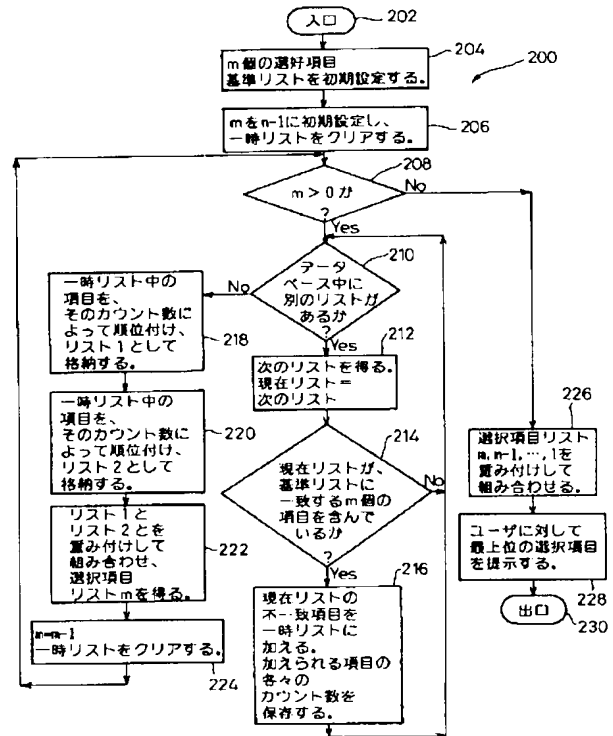 入口
202
204
m個の選好項目
基準リストを初期設定する。
200
mをn-1に初期設定し、
一時リストをクリアする。
206
208
m>0か
?
No
Yes
210
データ
ベース中に
別のリストが
あるか
?
No
Yes
一時リスト中の
項目を、
そのカウント数に
よって順位付け、
リスト1として
格納する。
218
212
次のリストを得る。
現在リスト=
次のリスト
一時リスト中の
項目を、
そのカウント数に
よって順位付け、
リスト2として
格納する。
220
214
現在リストが、
基準リストに
一致するm個の
項目を含んで
いるか
?
No
Yes
226
選択項目リスト
m,n-1,…,1を
重み付けして
組み合わせる。
リスト1と
リスト2とを
重み付けして
組み合わせ、
選択項目
リストmを得る。
222
216
現在リストの
不一致項目を
一時リストに
加える。
加えられる項目の
各々の
カウント数を
保存する。
ユーザに対して
最上位の選択項目
を提示する。
228
m=m-1
一時リストをクリアする。
224
出口
230